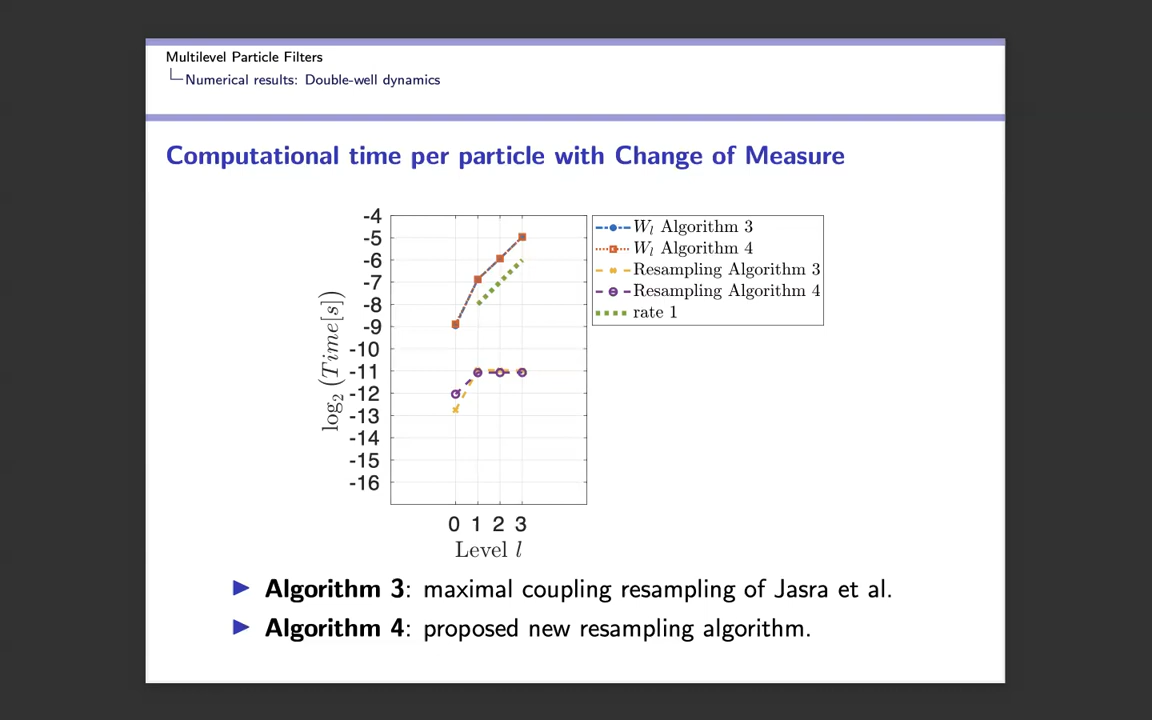 Multilevel Particle Filters
Numerical results: Double-well dynamics
Computational time per particle with Change of Measure
-4
-5
-6
-7
-8
-9
-10
-11
-12
-13
-14
-15
-16
log₂ (Time[s])
0 1 2 3
Level l
W_l Algorithm 3
W_l Algorithm 4
Resampling Algorithm 3
Resampling Algorithm 4
rate 1
Algorithm 3: maximal coupling resampling of Jasra et al.
Algorithm 4: proposed new resampling algorithm.